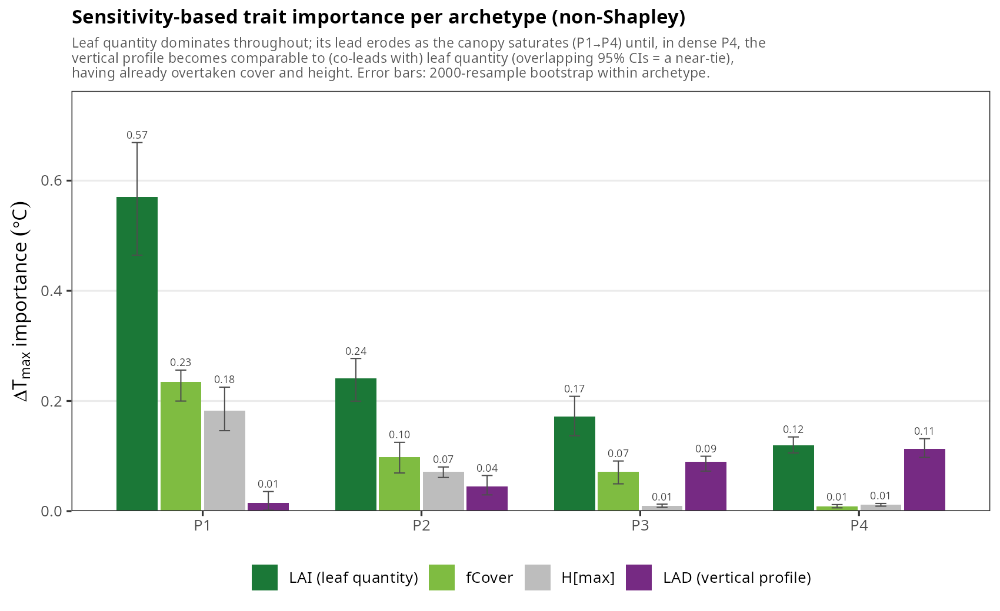 Sensitivity-based trait importance per archetype (non-Shapley)
Leaf quantity dominates throughout; its lead erodes as the canopy saturates (P1→P4) until, in dense P4, the
vertical profile becomes comparable to (co-leads with) leaf quantity (overlapping 95% CIs = a near-tie),
having already overtaken cover and height. Error bars: 2000-resample bootstrap within archetype.
ΔTmax importance (°C)
0.6
0.4
0.2
0.0
0.57
0.23
0.18
0.01
0.24
0.10
0.07
0.04
0.17
0.07
0.01
0.09
0.12
0.01
0.01
0.11
P1
P2
P3
P4
LAI (leaf quantity)
fCover
H[max]
LAD (vertical profile)